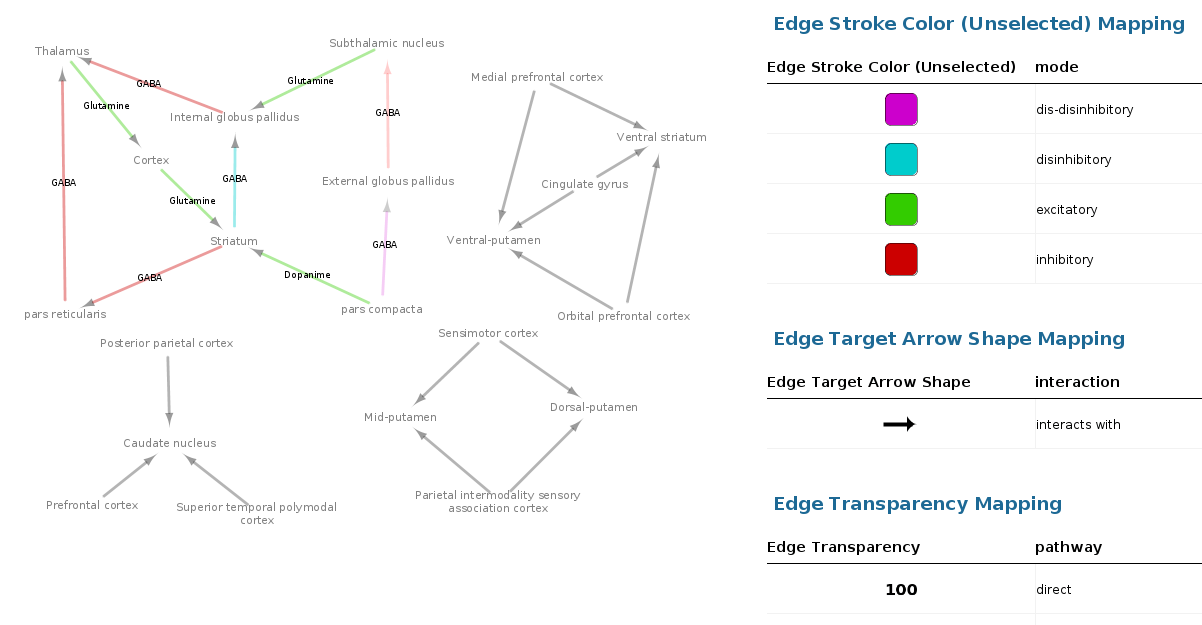 Subthalamic nucleus
Thalamus
GABA
Glutamine
Glutamine
GABA
Internal globus pallidus
Cortex
GABA
GABA
External globus pallidus
Glutamine
Striatum
GABA
GABA
Dopanime
pars reticularis
pars compacta
Medial prefrontal cortex
Ventral striatum
Cingulate gyrus
Ventral-putamen
Orbital prefrontal cortex
Posterior parietal cortex
Caudate nucleus
Prefrontal cortex
Superior temporal polymodal
cortex
Sensimotor cortex
Mid-putamen
Dorsal-putamen
Parietal intermodality sensory
association cortex
Edge Stroke Color (Unselected) Mapping
Edge Stroke Color (Unselected) mode
dis-disinhibitory
disinhibitory
excitatory
inhibitory
Edge Target Arrow Shape Mapping
Edge Target Arrow Shape interaction
interacts with
Edge Transparency Mapping
Edge Transparency pathway
100 direct